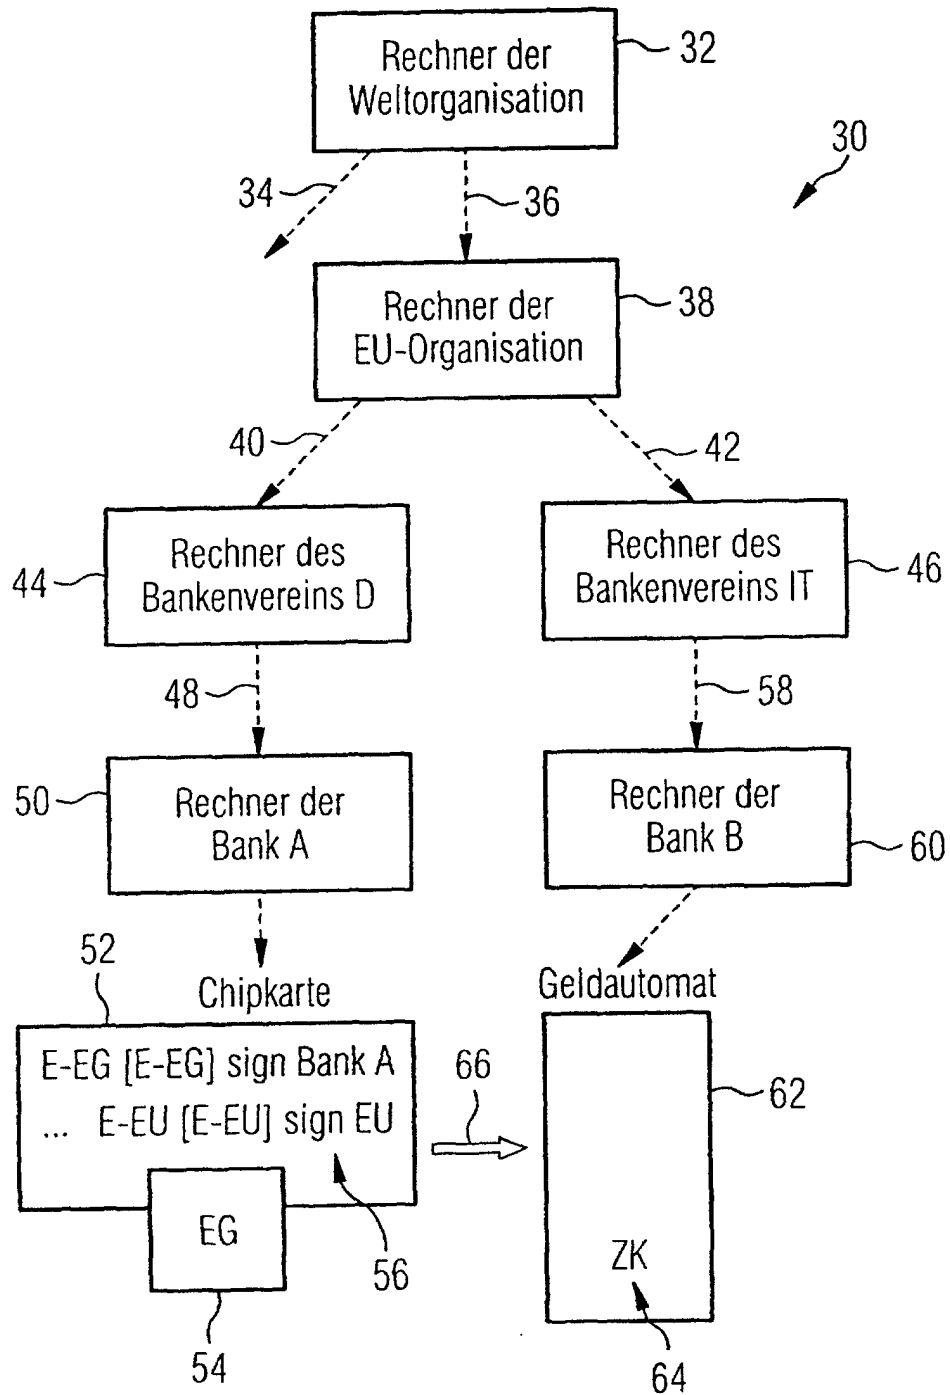 Rechner der
Weltorganisation
32
30
34
36
Rechner der
EU-Organisation
38
40
42
Rechner des
Bankenvereins D
44
Rechner des
Bankenvereins IT
46
48
58
50
Rechner der
Bank A
Rechner der
Bank B
60
52
Chipkarte
Geldautomat
E-EG [E-EG] sign Bank A
... E-EU [E-EU] sign EU
66
62
EG
56
ZK
54
64